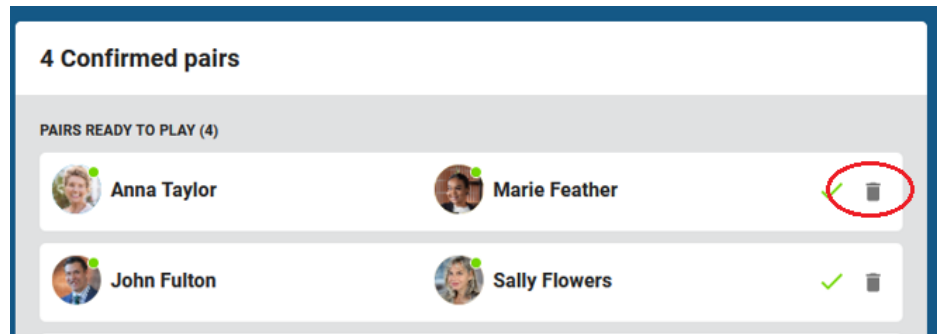 4 Confirmed pairs
PAIRS READY TO PLAY (4)
Anna Taylor Marie Feather
John Fulton Sally Flowers